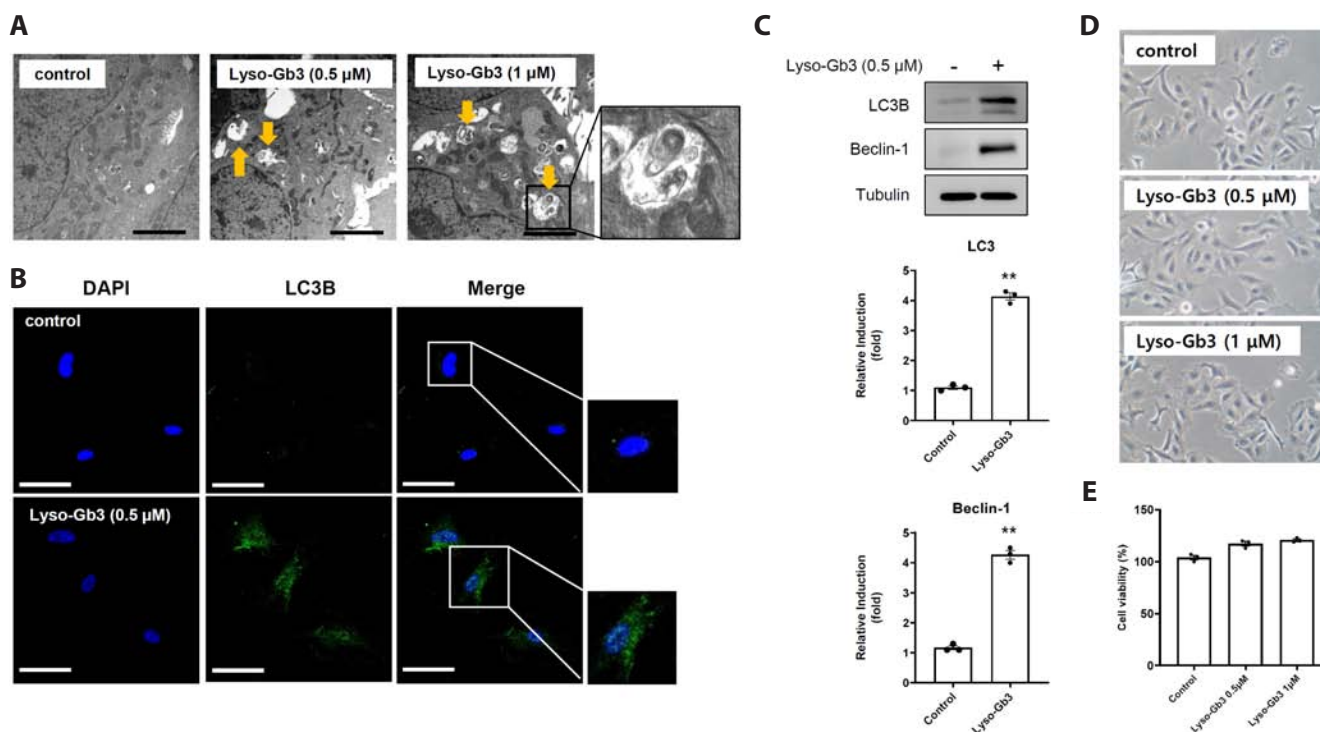 A
control
Lyso-Gb3 (0.5 µM)
Lyso-Gb3 (1 µM)
B
DAPI
LC3B
Merge
control
Lyso-Gb3 (0.5 µM)
C
Lyso-Gb3 (0.5 µM)
-
+
LC3B
Beclin-1
Tubulin
LC3
Relative Induction
(fold)
5
4
3
2
1
0
**
Control
Lyso-Gb3
Beclin-1
Relative Induction
(fold)
5
4
3
2
1
0
**
Control
Lyso-Gb3
D
control
Lyso-Gb3 (0.5 µM)
Lyso-Gb3 (1 µM)
E
Cell viability (%)
150
100
50
0
Control
Lyso-Gb3 0.5µM
Lyso-Gb3 1µM